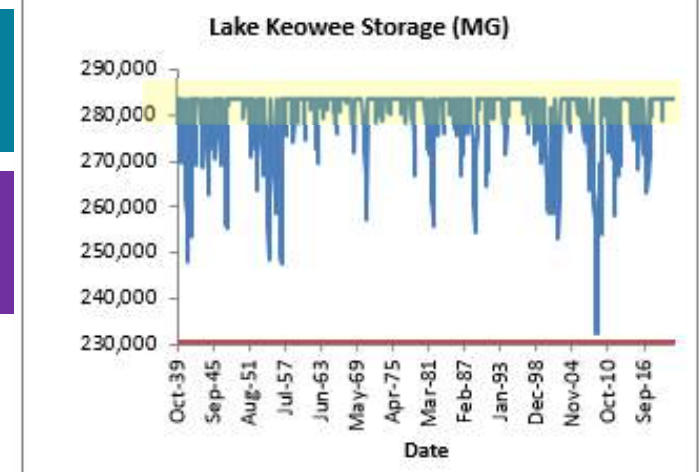 Lake Keowee Storage (MG)
290,000
280,000
270,000
260,000
250,000
240,000
230,000
Oct-39
Sep-45
Aug-51
Jul-57
Jun-63
May-69
Apr-75
Mar-81
Feb-87
Jan-93
Dec-98
Nov-04
Oct-10
Sep-16
Date